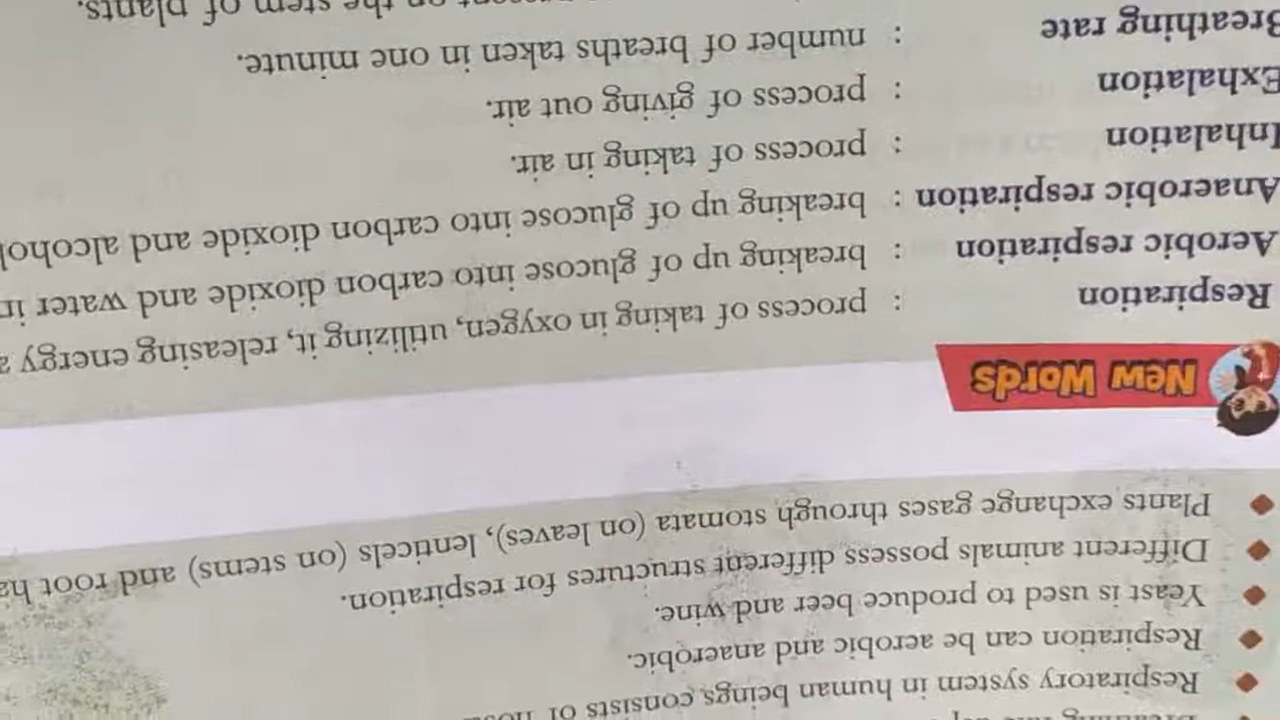 Respiratory system in human beings consists of
Respiration can be aerobic and anaerobic.
Yeast is used to produce beer and wine.
Different animals possess different structures for respiration.
Plants exchange gases through stomata (on leaves), lenticels (on stems) and root
New Words
Respiration : process of taking in oxygen, utilizing it, releasing energy
Aerobic respiration : breaking up of glucose into carbon dioxide and water
Anaerobic respiration : breaking up of glucose into carbon dioxide and alcohol
Inhalation : process of taking in air.
Exhalation : process of giving out air.
Breathing rate : number of breaths taken in one minute.
on the stem of plants.